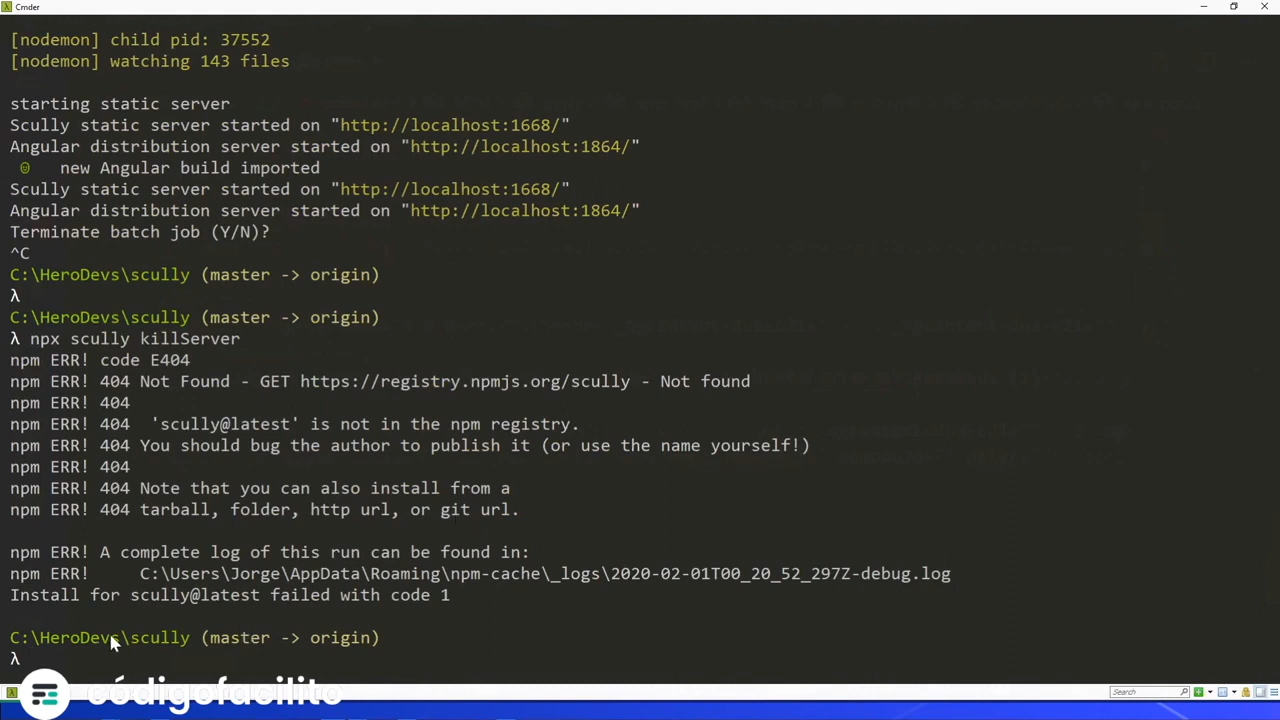 Cmder
[nodemon] child pid: 37552
[nodemon] watching 143 files
starting static server
Scully static server started on "http://localhost:1668/"
Angular distribution server started on "http://localhost:1864/"
new Angular build imported
Scully static server started on "http://localhost:1668/"
Angular distribution server started on "http://localhost:1864/"
Terminate batch job (Y/N)?
^C
C:\HeroDevs\scully (master -> origin)
λ
C:\HeroDevs\scully (master -> origin)
λ npx scully killServer
npm ERR! code E404
npm ERR! 404 Not Found - GET https://registry.npmjs.org/scully - Not found
npm ERR! 404
npm ERR! 404  'scully@latest' is not in the npm registry.
npm ERR! 404 You should bug the author to publish it (or use the name yourself!)
npm ERR! 404
npm ERR! 404 Note that you can also install from a
npm ERR! 404 tarball, folder, http url, or git url.
npm ERR! A complete log of this run can be found in:
npm ERR!     C:\Users\Jorge\AppData\Roaming\npm-cache\_logs\2020-02-01T00_20_52_297Z-debug.log
Install for scully@latest failed with code 1
C:\HeroDevs\scully (master -> origin)
λ
códigofacilito
Search